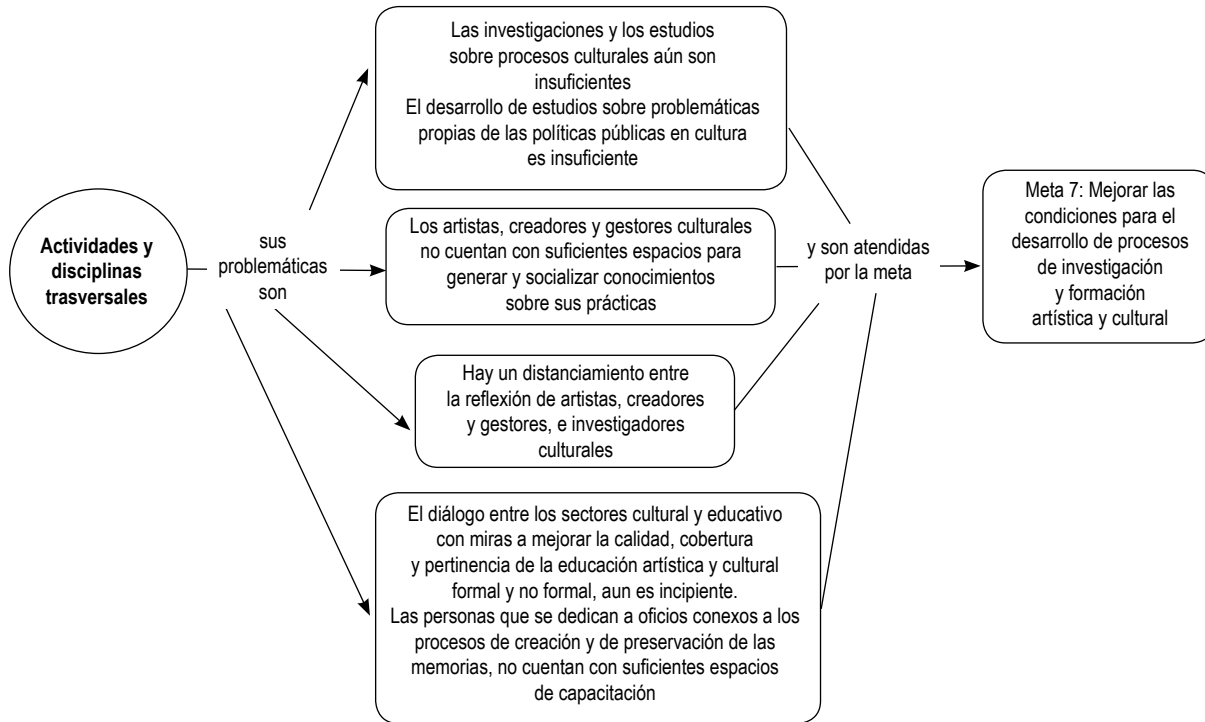 Actividades y
disciplinas
trasversales
sus
problemáticas
son
Las investigaciones y los estudios
sobre procesos culturales aún son
insuficientes
El desarrollo de estudios sobre problemáticas
propias de las políticas públicas en cultura
es insuficiente
Los artistas, creadores y gestores culturales
no cuentan con suficientes espacios para
generar y socializar conocimientos
sobre sus prácticas
Hay un distanciamiento entre
la reflexión de artistas, creadores
y gestores, e investigadores
culturales
El diálogo entre los sectores cultural y educativo
con miras a mejorar la calidad, cobertura
y pertinencia de la educación artística y cultural
formal y no formal, aun es incipiente.
Las personas que se dedican a oficios conexos a los
procesos de creación y de preservación de las
memorias, no cuentan con suficientes espacios
de capacitación
y son atendidas
por la meta
Meta 7: Mejorar las
condiciones para el
desarrollo de procesos
de investigación
y formación
artística y cultural